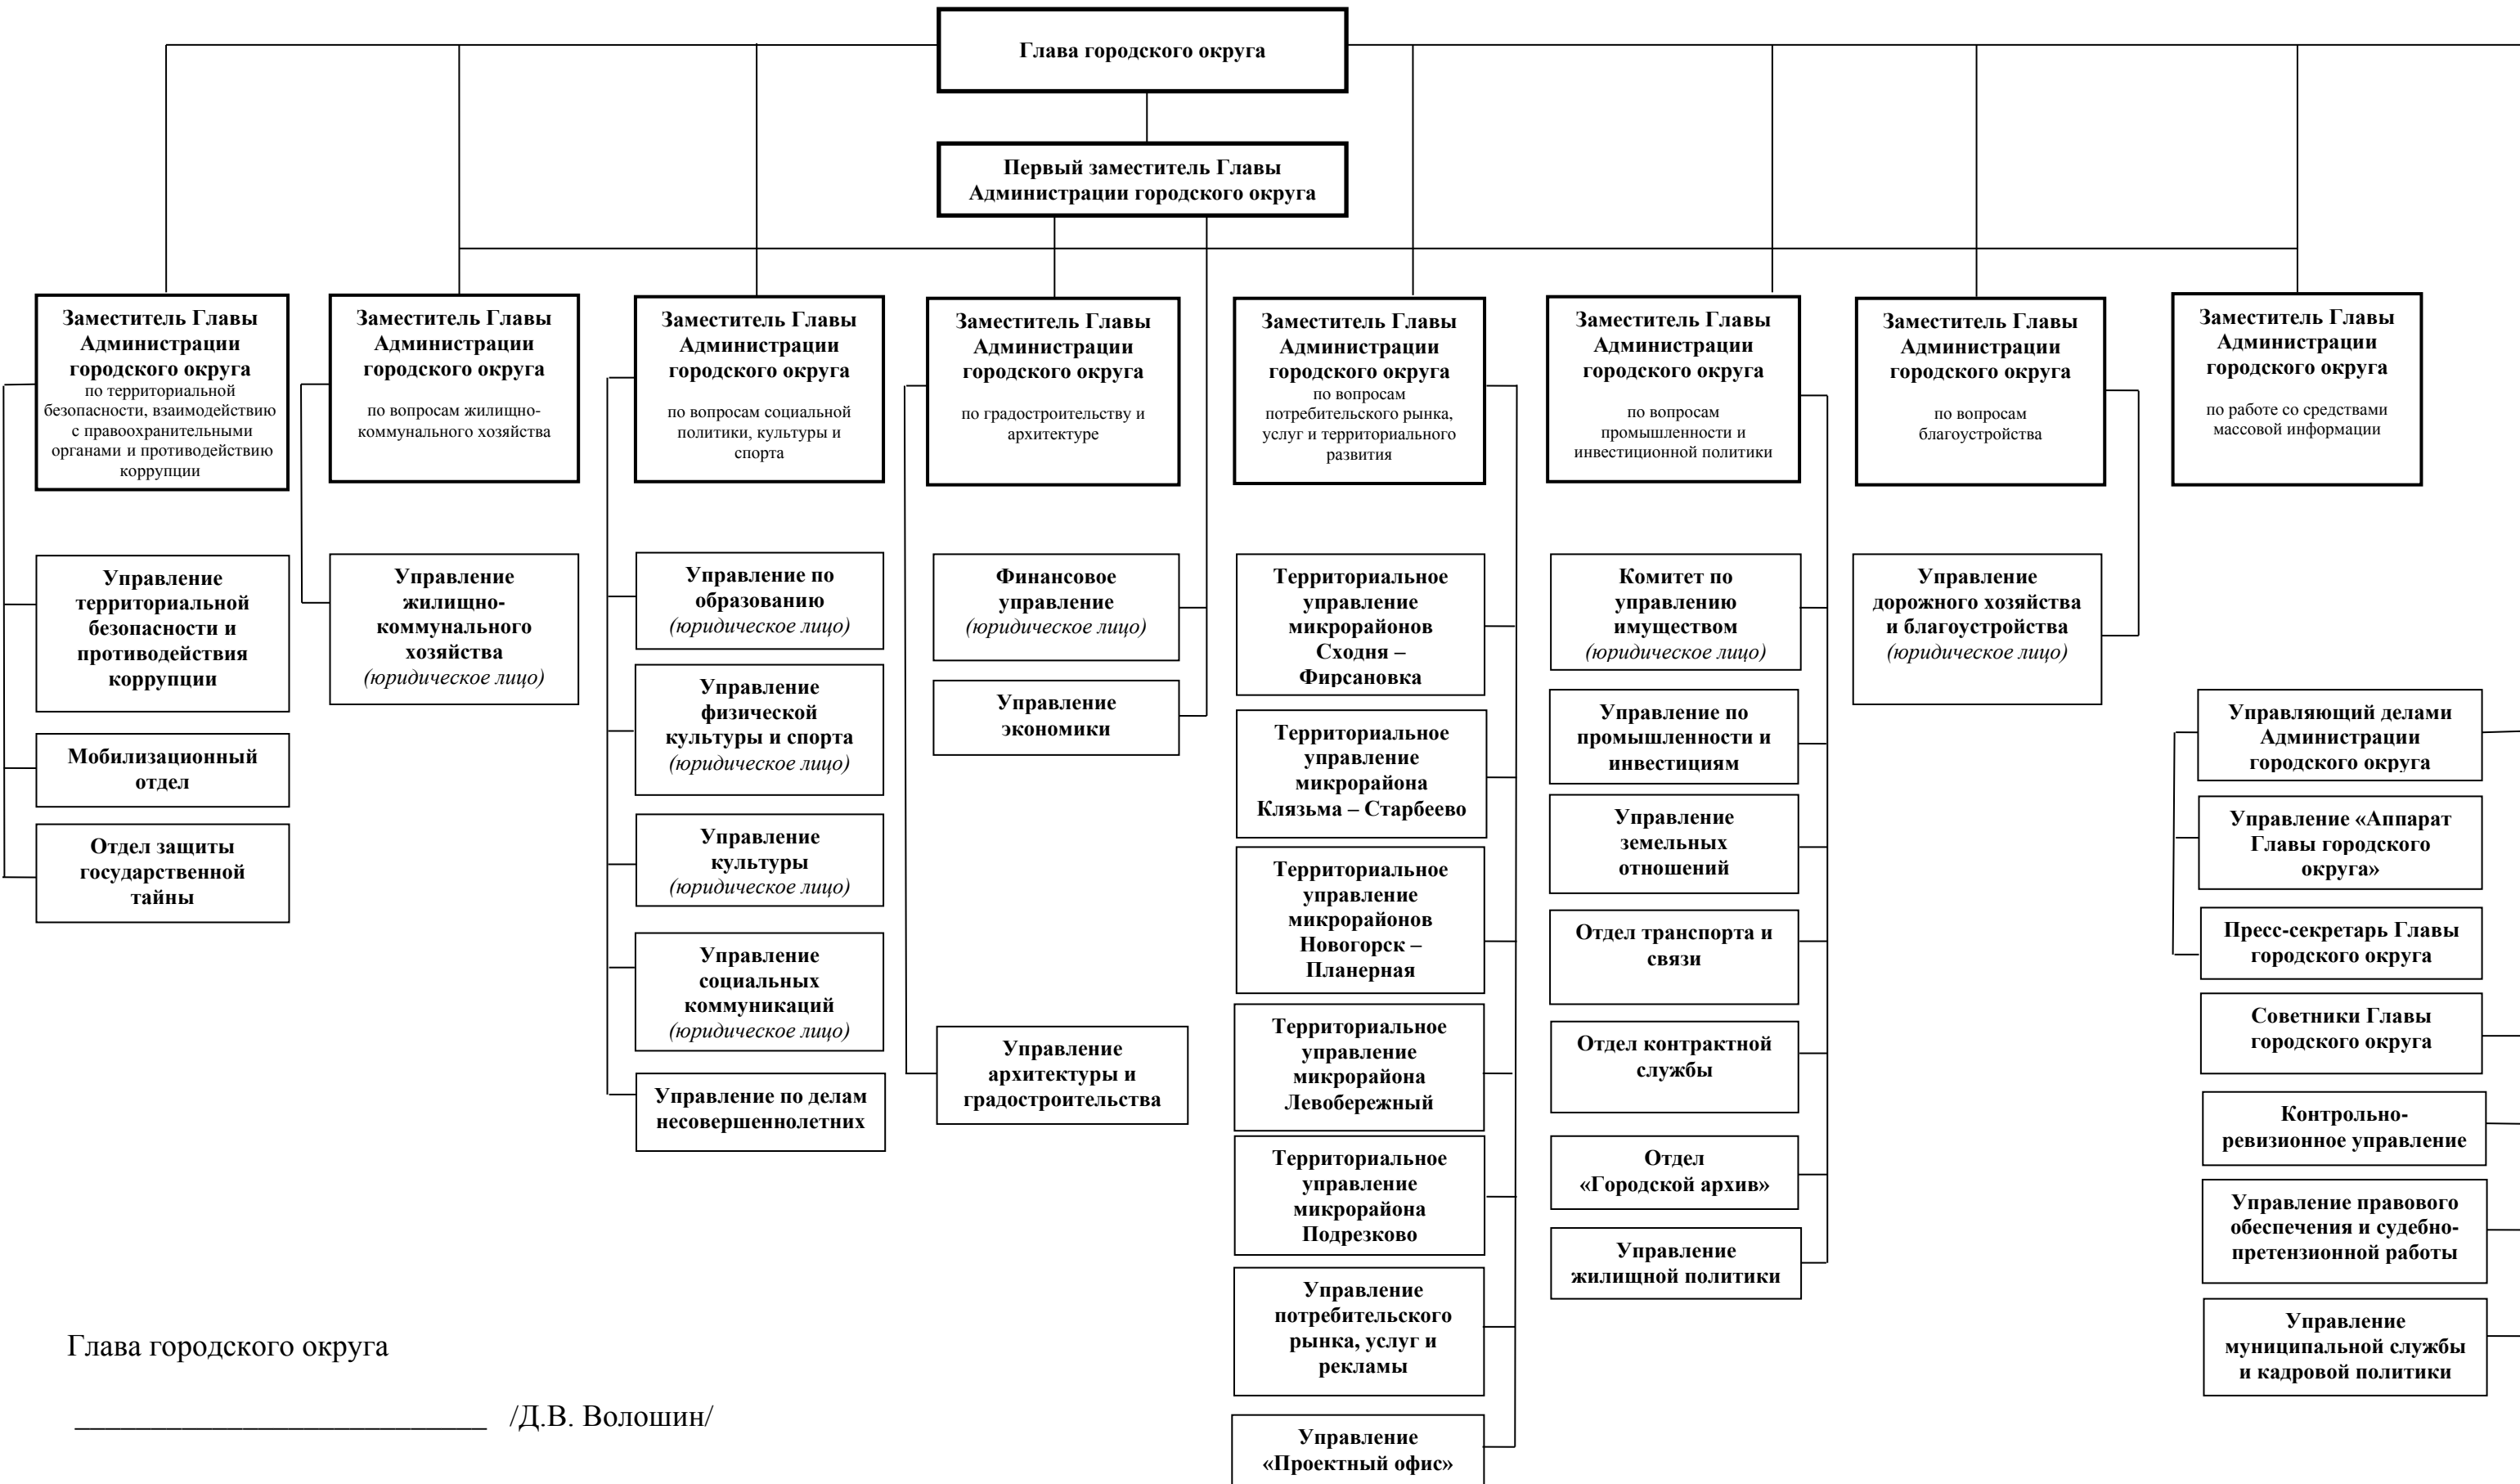 Глава городского округа
Первый заместитель Главы
Администрации городского округа
Заместитель Главы
Администрации
городского округа
по территориальной
безопасности, взаимодействию
с правоохранительными
органами и противодействию
коррупции
Заместитель Главы
Администрации
городского округа
по вопросам жилищно-
коммунального хозяйства
Заместитель Главы
Администрации
городского округа
по вопросам социальной
политики, культуры и
спорта
Заместитель Главы
Администрации
городского округа
по градостроительству и
архитектуре
Заместитель Главы
Администрации
городского округа
по вопросам
потребительского рынка,
услуг и территориального
развития
Заместитель Главы
Администрации
городского округа
по вопросам
промышленности и
инвестиционной политики
Заместитель Главы
Администрации
городского округа
по вопросам
благоустройства
Заместитель Главы
Администрации
городского округа
по работе со средствами
массовой информации
Управление
территориальной
безопасности и
противодействия
коррупции
Мобилизационный
отдел
Отдел защиты
государственной
тайны
Управление
жилищно-
коммунального
хозяйства
(юридическое лицо)
Управление по
образованию
(юридическое лицо)
Управление
физической
культуры и спорта
(юридическое лицо)
Управление
культуры
(юридическое лицо)
Управление
социальных
коммуникаций
(юридическое лицо)
Управление по делам
несовершеннолетних
Финансовое
управление
(юридическое лицо)
Управление
экономики
Управление
архитектуры и
градостроительства
Территориальное
управление
микрорайонов
Сходня –
Фирсановка
Территориальное
управление
микрорайона
Клязьма – Старбеево
Территориальное
управление
микрорайонов
Новогорск –
Планерная
Территориальное
управление
микрорайона
Левобережный
Территориальное
управление
микрорайона
Подрезково
Управление
потребительского
рынка, услуг и
рекламы
Управление
«Проектный офис»
Комитет по
управлению
имуществом
(юридическое лицо)
Управление по
промышленности и
инвестициям
Управление
земельных
отношений
Отдел транспорта и
связи
Отдел контрактной
службы
Отдел
«Городской архив»
Управление
жилищной политики
Управление
дорожного хозяйства
и благоустройства
(юридическое лицо)
Управляющий делами
Администрации
городского округа
Управление «Аппарат
Главы городского
округа»
Пресс-секретарь Главы
городского округа
Советники Главы
городского округа
Контрольно-
ревизионное управление
Управление правового
обеспечения и судебно-
претензионной работы
Управление
муниципальной службы
и кадровой политики
Глава городского округа
___________________________ /Д.В. Волошин/